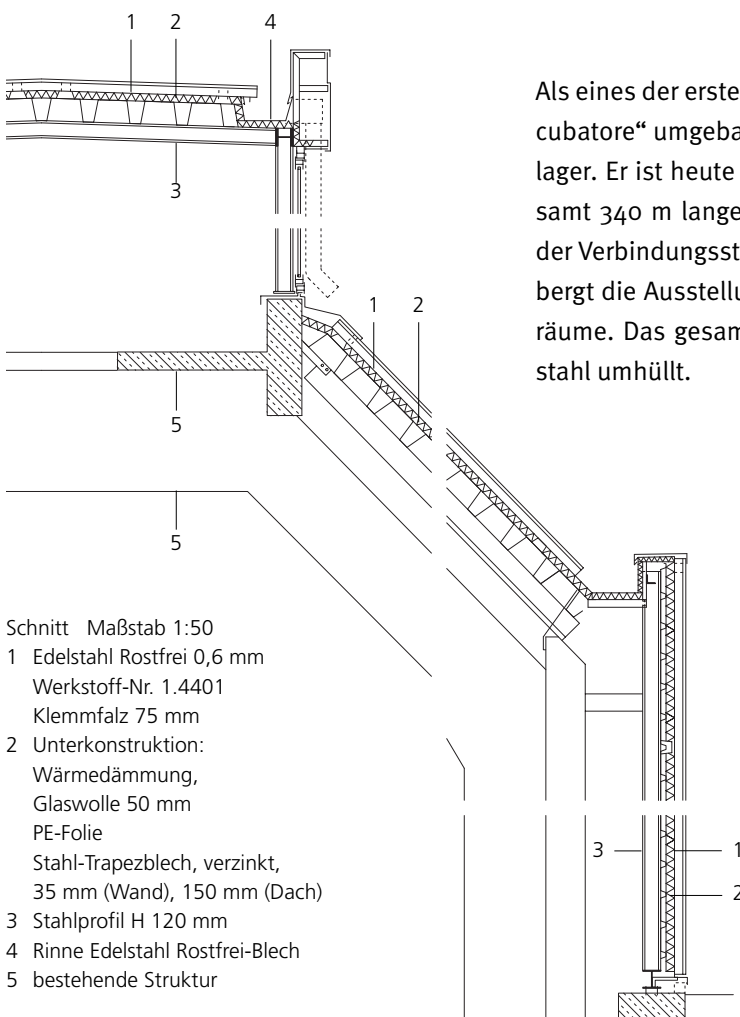 1 2 4
3
1 2
5
5
3 1
2
Als eines der erste
cubatore“ umgeba
lager. Er ist heute
samt 340 m lange
der Verbindungsst
bergt die Ausstellu
räume. Das gesam
stahl umhüllt.
Schnitt Maßstab 1:50
1 Edelstahl Rostfrei 0,6 mm
Werkstoff-Nr. 1.4401
Klemmfalz 75 mm
2 Unterkonstruktion:
Wärmedämmung,
Glaswolle 50 mm
PE-Folie
Stahl-Trapezblech, verzinkt,
35 mm (Wand), 150 mm (Dach)
3 Stahlprofil H 120 mm
4 Rinne Edelstahl Rostfrei-Blech
5 bestehende Struktur